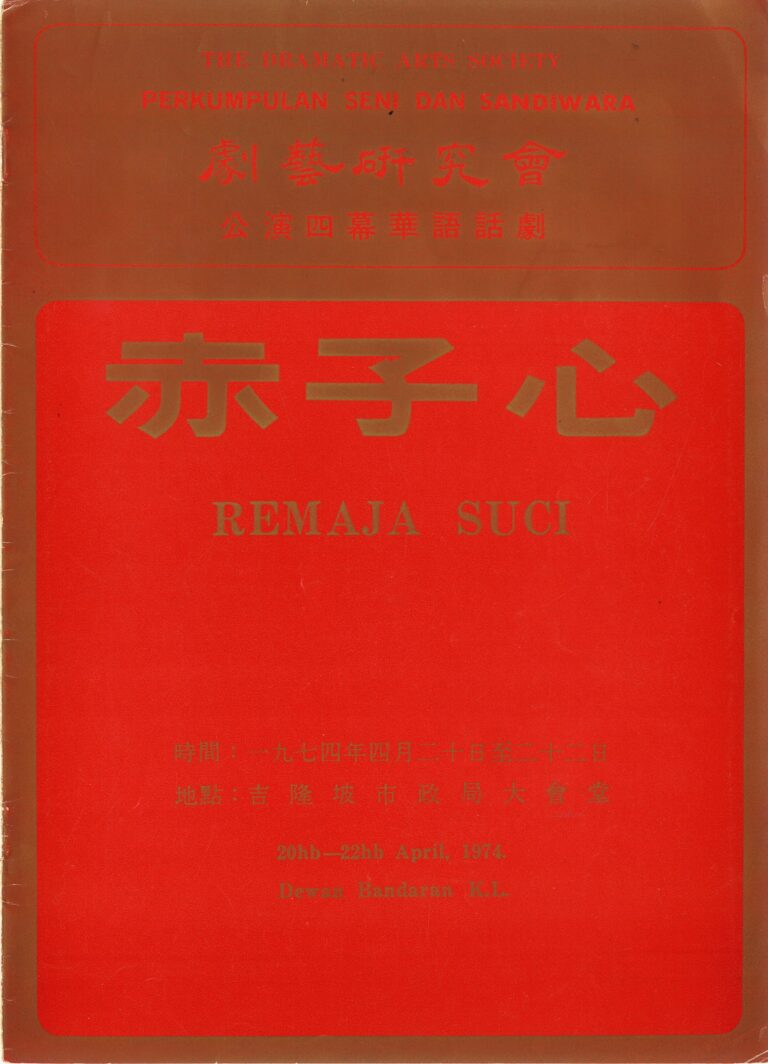 THE DRAMATIC ARTS SOCIETY
PERKUMPULAN SENI DAN SANDIWARA
劇藝研究會
公演四幕華語話劇
赤子心
REMAJA SUCI
時間：一九七四年四月二十日至二十二日
地點：吉隆坡市政局大會堂
20hb—22hb April, 1974.
Dewan Bandaran K.L.